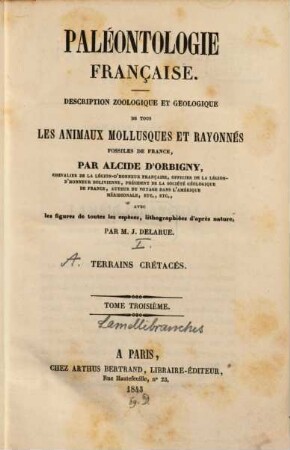 PALÉONTOLOGIE
FRANÇAISE.
DESCRIPTION ZOOLOGIQUE ET GEOLOGIQUE
DE TOUS
LES ANIMAUX MOLLUSQUES ET RAYONNÉS
FOSSILES DE FRANCE,
PAR ALCIDE D'ORBIGNY,
CHEVALIER DE LA LÉGION-D'HONNEUR FRANÇAISE, OFFICIER DE LA LÉGION-
D'HONNEUR BOLIVIENNE, PRÉSIDENT DE LA SOCIÉTÉ GÉOLOGIQUE
DE FRANCE, AUTEUR DU VOYAGE DANS L'AMÉRIQUE
MÉRIDIONALE, ETC., ETC.,
AVEC
les figures de toutes les espèces, lithographiées d'après nature,
PAR M. J. DELARUE.
I.
A. TERRAINS CRÉTACÉS.
TOME TROISIÈME.
Lamellibranches
A PARIS,
CHEZ ARTHUS BERTRAND, LIBRAIRE-ÉDITEUR,
Rue Hautefeuille, n° 23,
1843